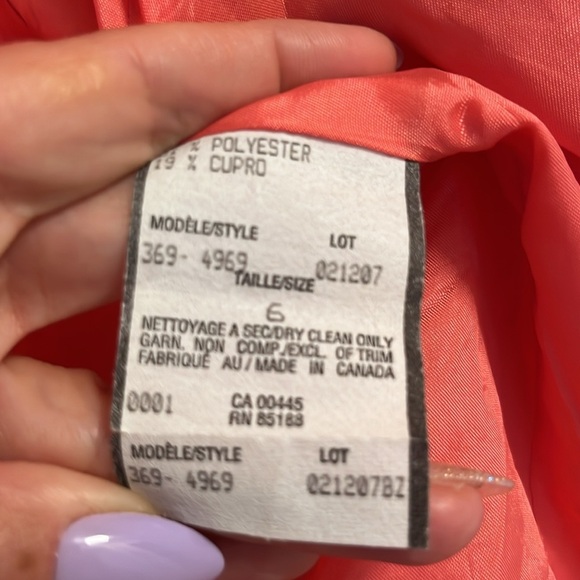 % POLYESTER
19 % CUPRO
MODÈLE/STYLE LOT
369- 4969 021207
TAILLE/SIZE
6
NETTOYAGE A SEC/DRY CLEAN ONLY
GARN. NON COMP./EXCL. OF TRIM
FABRIQUÉ AU/MADE IN CANADA
0001 CA 00445
RN 85188
MODÈLE/STYLE LOT
369- 4969 021207BZ